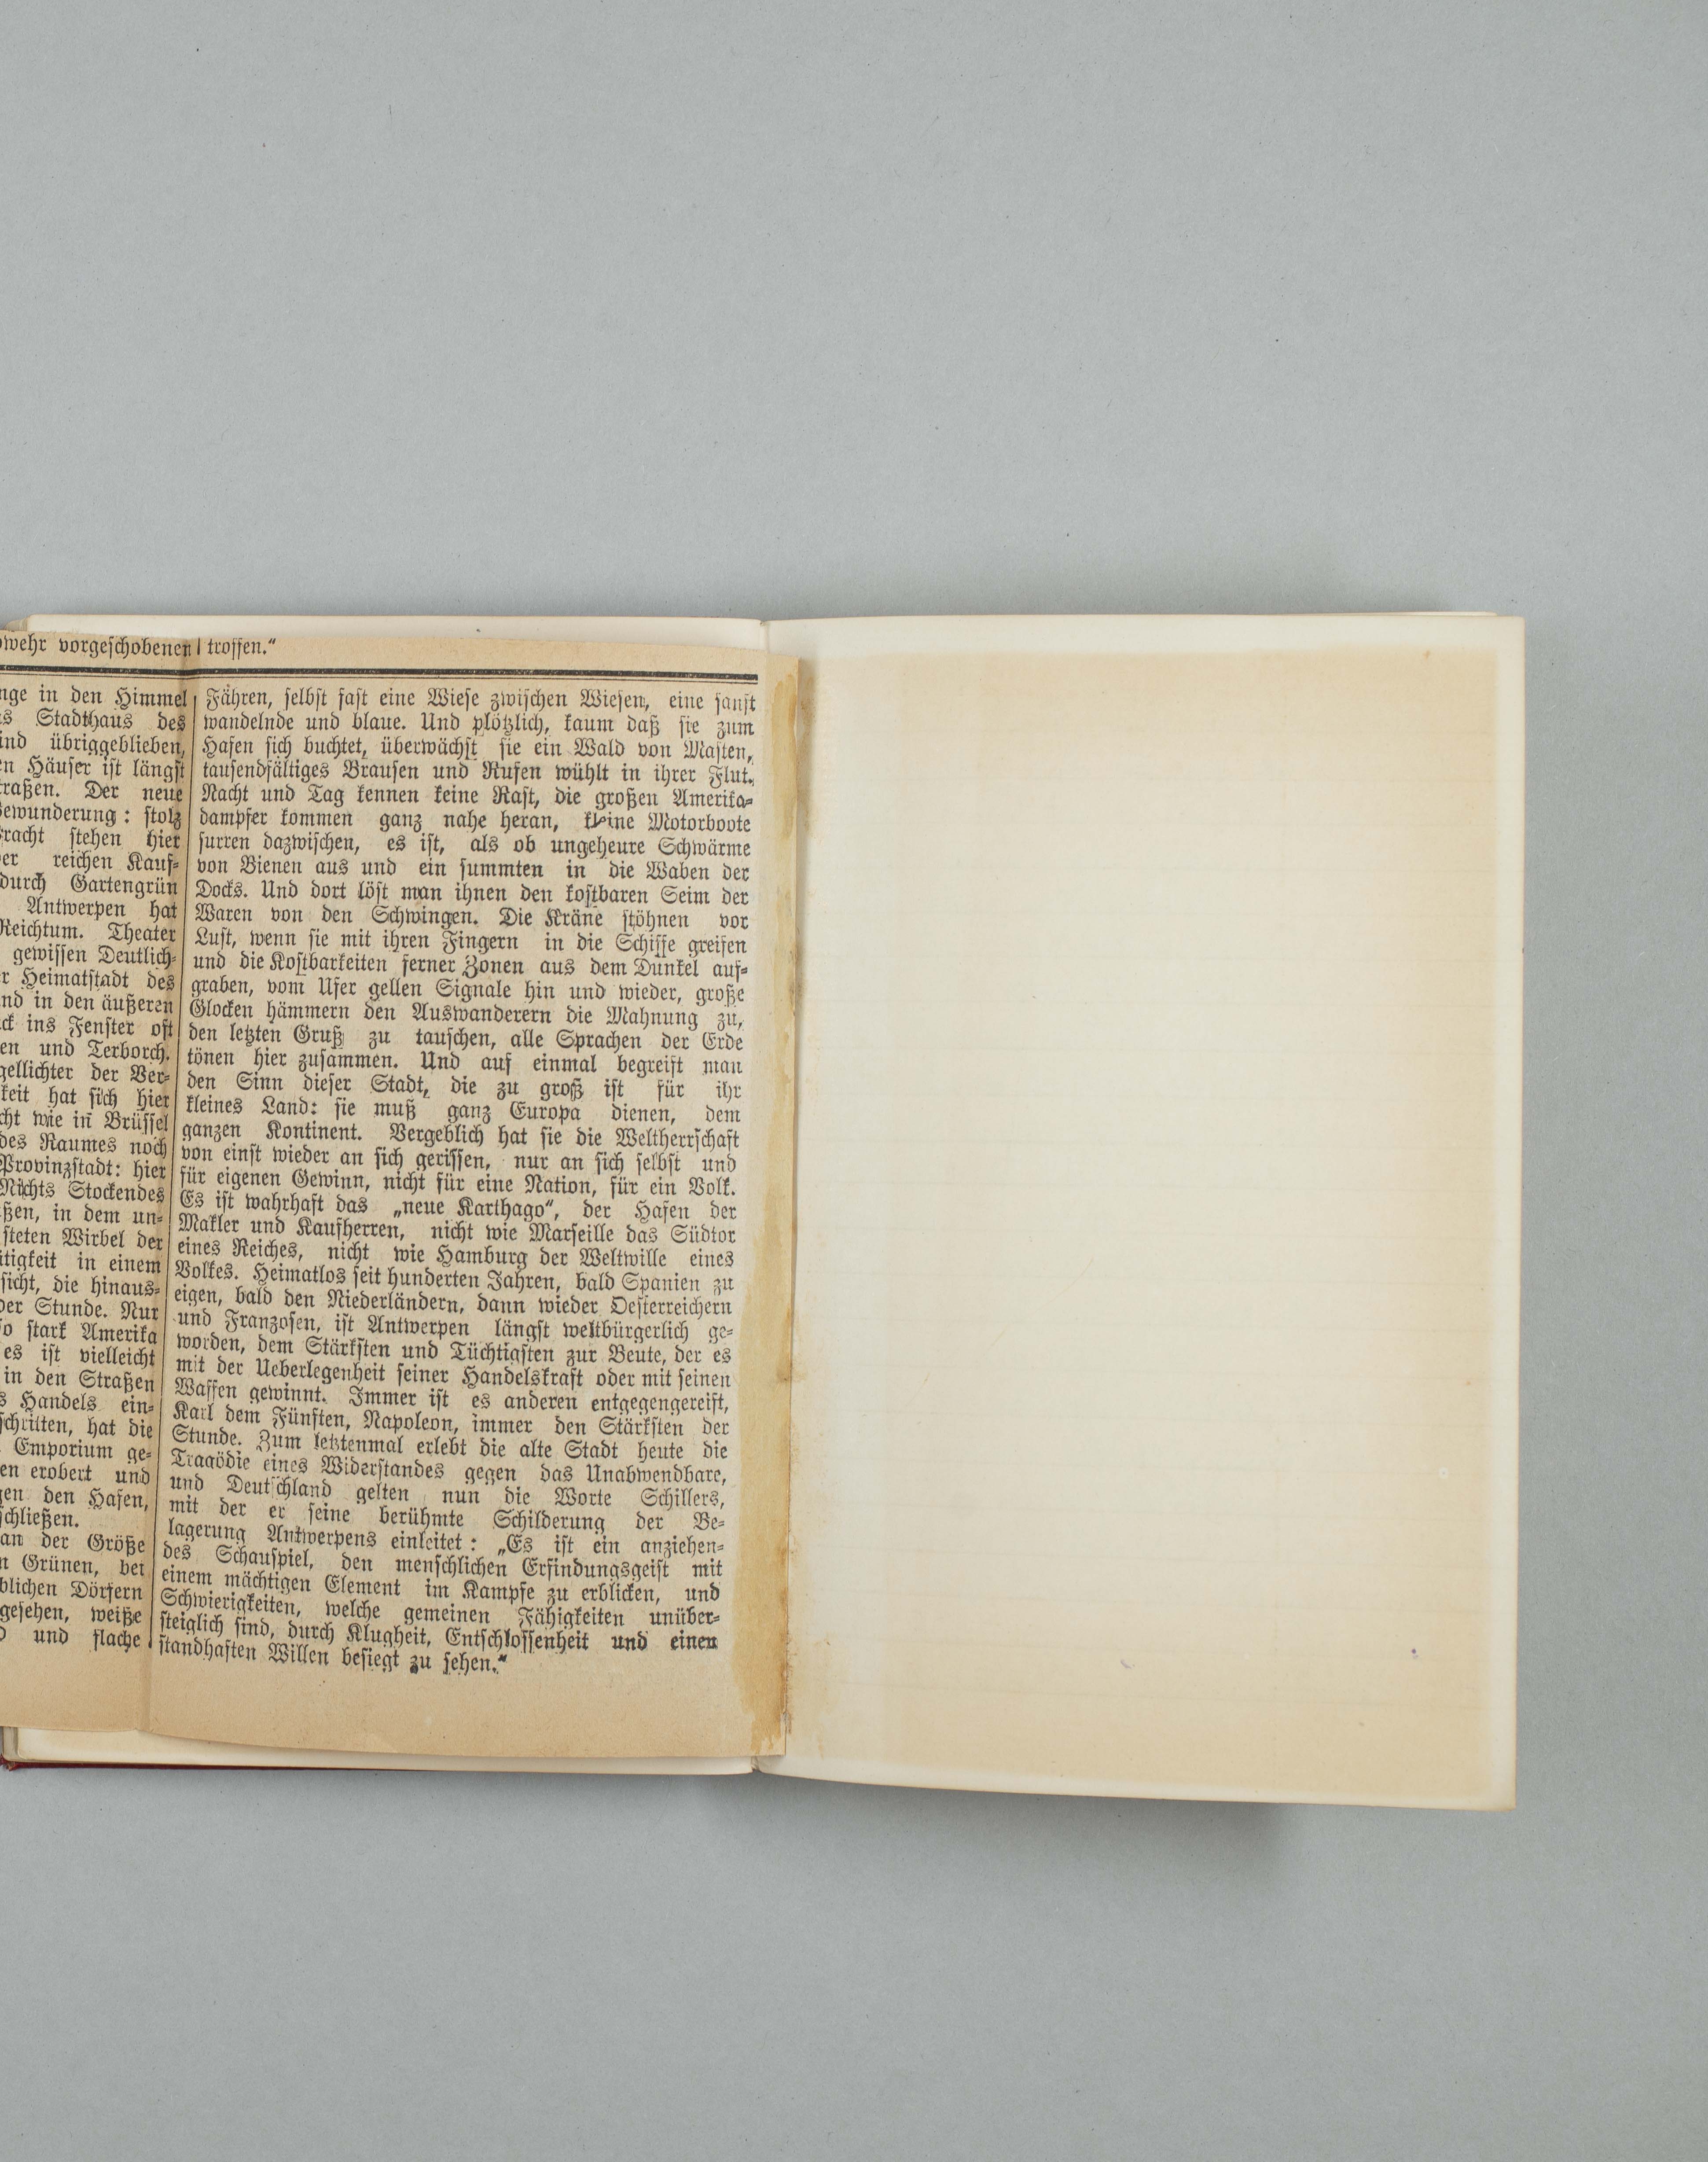 wehr vorgeschobenen
troffen.“
nge in den Himmel
s Stadthaus des
ind übriggeblieben,
en Häuser ist längst
traßen. Der neue
Bewunderung: stolz
racht stehen hier
er reichen Kauf-
durch Gartengrün
Antwerpen hat
Reichtum. Theater
gewissen Deutlich-
r Heimatstadt des
nd in den äußeren
ck ins Fenster oft
en und Terborch.
gellichter der Ver-
keit hat sich hier
cht wie in Brüssel
des Raumes noch
Provinzstadt: hier
Nichts Stockendes
ßen, in dem un-
steten Wirbel der
itigkeit in einem
sicht, die hinaus-
der Stunde. Nur
o stark Amerika
es ist vielleicht
in den Straßen
s Handels ein-
schritten, hat die
Emporium ge-
en erobert und
gen den Hafen,
schließen.
an der Größe
n Grünen, bei
blichen Dörfern
gesehen, weiße
und flache
Fähren, selbst fast eine Wiese zwischen Wiesen, eine sanft
wandelnde und blaue. Und plötzlich, kaum daß sie zum
Hafen sich buchtet, überwächst sie ein Wald von Masten,
tausendfältiges Brausen und Rufen wühlt in ihrer Flut.
Nacht und Tag kennen keine Rast, die großen Amerika-
dampfer kommen ganz nahe heran, kleine Motorboote
surren dazwischen, es ist, als ob ungeheure Schwärme
von Bienen aus und ein summten in die Waben der
Docks. Und dort löst man ihnen den kostbaren Seim der
Waren von den Schwingen. Die Kräne stöhnen vor
Lust, wenn sie mit ihren Fingern in die Schiffe greifen
und die Kostbarkeiten ferner Zonen aus dem Dunkel auf-
graben, vom Ufer gellen Signale hin und wieder, große
Glocken hämmern den Auswanderern die Mahnung zu,
den letzten Gruß zu tauschen, alle Sprachen der Erde
tönen hier zusammen. Und auf einmal begreift man
den Sinn dieser Stadt, die zu groß ist für ihr
kleines Land: sie muß ganz Europa dienen, dem
ganzen Kontinent. Vergeblich hat sie die Weltherrschaft
von einst wieder an sich gerissen, nur an sich selbst und
für eigenen Gewinn, nicht für eine Nation, für ein Volk.
Es ist wahrhaft das „neue Karthago“, der Hafen der
Makler und Kaufherren, nicht wie Marseille das Südtor
eines Reiches, nicht wie Hamburg der Weltwille eines
Volkes. Heimatlos seit hunderten Jahren, bald Spanien zu
eigen, bald den Niederländern, dann wieder Oesterreichern
und Franzosen, ist Antwerpen längst weltbürgerlich ge-
worden, dem Stärksten und Tüchtigsten zur Beute, der es
mit der Ueberlegenheit seiner Handelskraft oder mit seinen
Waffen gewinnt. Immer ist es anderen entgegengereift,
Karl dem Fünften, Napoleon, immer den Stärksten der
Stunde. Zum letztenmal erlebt die alte Stadt heute die
Tragödie eines Widerstandes gegen das Unabwendbare,
und Deutschland gelten nun die Worte Schillers,
mit der er seine berühmte Schilderung der Be-
lagerung Antwerpens einleitet: „Es ist ein anziehen-
des Schauspiel, den menschlichen Erfindungsgeist mit
einem mächtigen Element im Kampfe zu erblicken, und
Schwierigkeiten, welche gemeinen Fähigkeiten unüber-
steiglich sind, durch Klugheit, Entschlossenheit und einen
standhaften Willen besiegt zu sehen.“